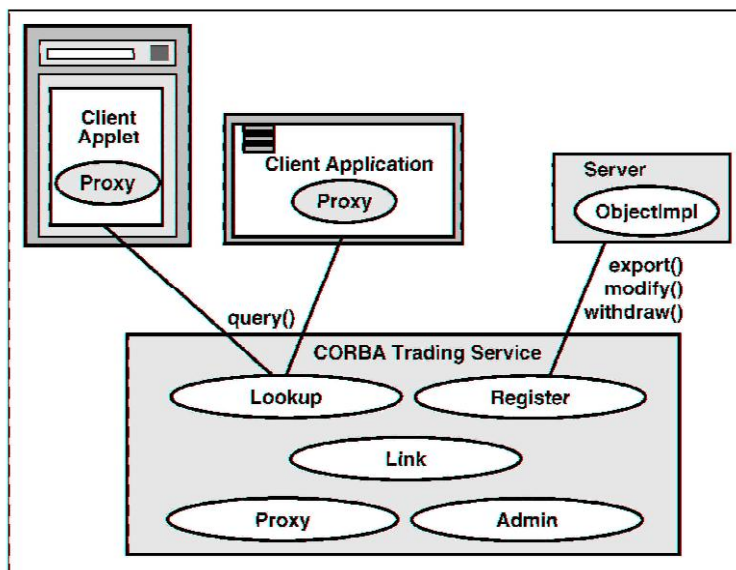 Client
Applet
Proxy
Client Application
Proxy
Server
ObjectImpl
export()
modify()
withdraw()
query()
CORBA Trading Service
Lookup
Register
Link
Proxy
Admin